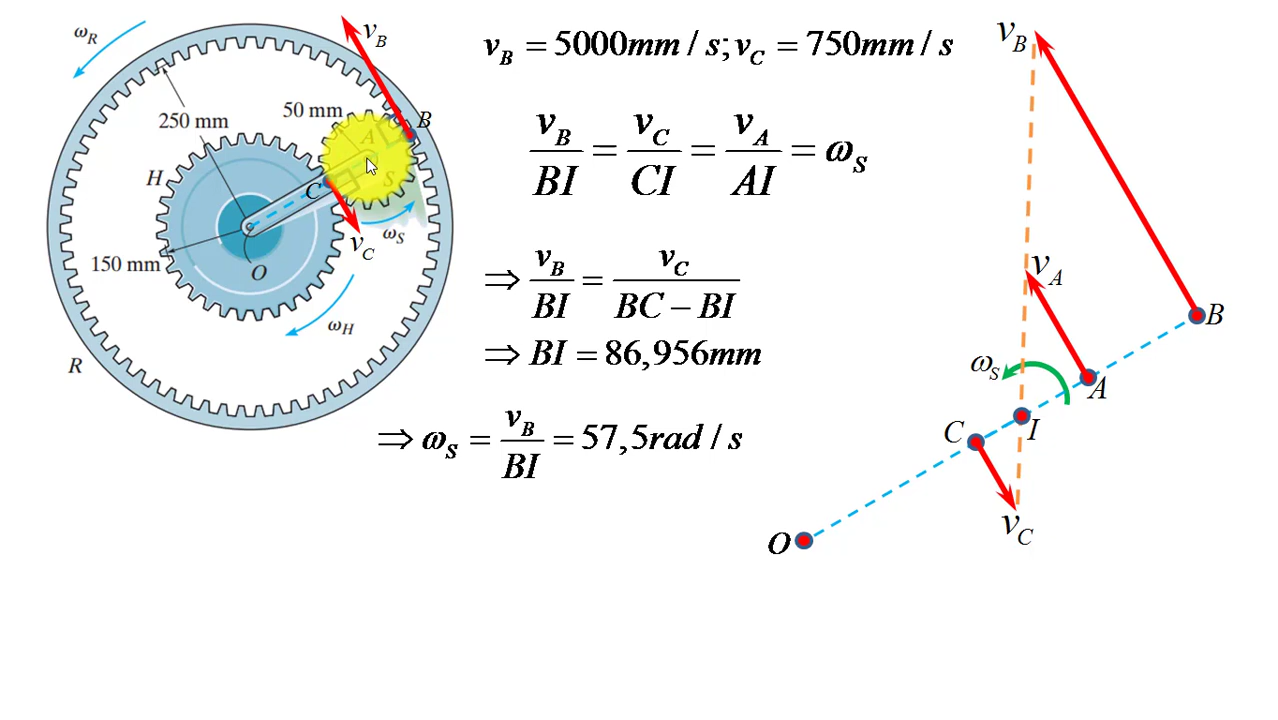 ω_R
v_B
250 mm
50 mm
B
A
H
C
S
v_C
ω_S
150 mm
O
ω_H
R
v_B = 5000mm / s; v_C = 750mm / s
v_B / BI = v_C / CI = v_A / AI = ω_S
⇒ v_B / BI = v_C / (BC − BI)
⇒ BI = 86,956mm
⇒ ω_S = v_B / BI = 57,5rad / s
v_B
v_A
B
ω_S
A
C
I
v_C
O